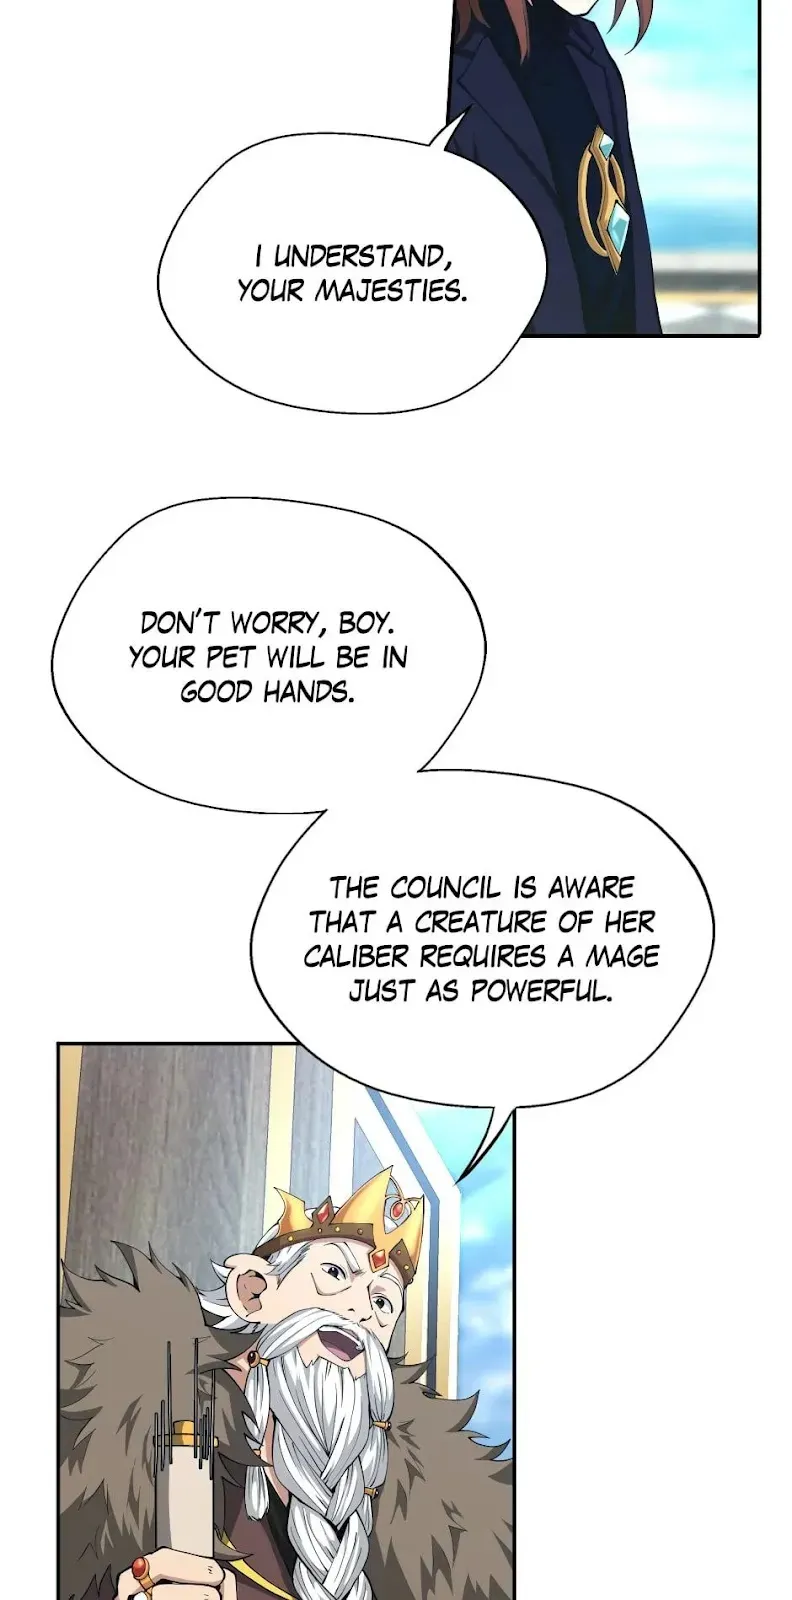 I UNDERSTAND,
YOUR MAJESTIES.
DON'T WORRY, BOY.
YOUR PET WILL BE IN
GOOD HANDS.
THE COUNCIL IS AWARE
THAT A CREATURE OF HER
CALIBER REQUIRES A MAGE
JUST AS POWERFUL.